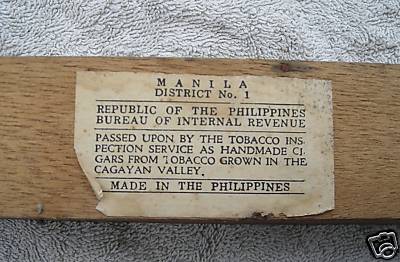 MANILA
DISTRICT No. 1
REPUBLIC OF THE PHILIPPINES
BUREAU OF INTERNAL REVENUE
PASSED UPON BY THE TOBACCO INS-
PECTION SERVICE AS HANDMADE CI-
GARS FROM TOBACCO GROWN IN THE
CAGAYAN VALLEY.
MADE IN THE PHILIPPINES